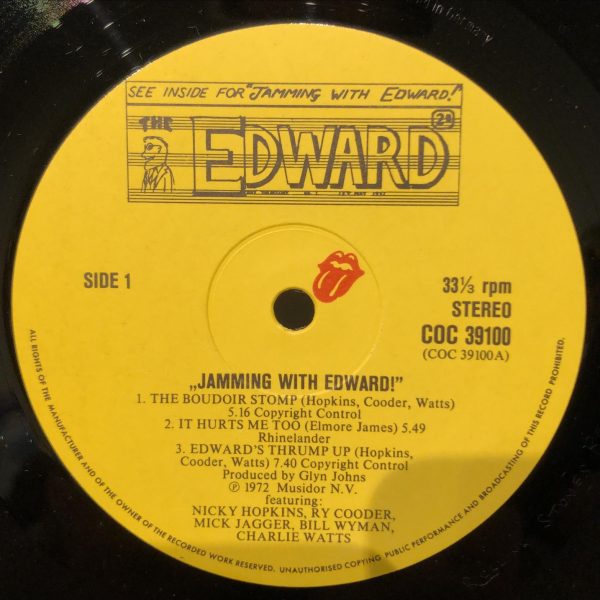 SEE INSIDE FOR "JAMMING WITH EDWARD!"
THE EDWARD
SIDE 1
33⅓ rpm
STEREO
COC 39100
(COC 39100A)
„JAMMING WITH EDWARD!”
1. THE BOUDOIR STOMP (Hopkins, Cooder, Watts)
5.16 Copyright Control
2. IT HURTS ME TOO (Elmore James) 5.49
Rhinelander
3. EDWARD'S THRUMP UP (Hopkins,
Cooder, Watts) 7.40 Copyright Control
Produced by Glyn Johns
℗ 1972 Musidor N.V.
featuring:
NICKY HOPKINS, RY COODER,
MICK JAGGER, BILL WYMAN,
CHARLIE WATTS
ALL RIGHTS OF THE MANUFACTURER AND OF THE OWNER OF THE RECORDED WORK RESERVED. UNAUTHORISED COPYING PUBLIC PERFORMANCE AND BROADCASTING OF THIS RECORD PROHIBITED.